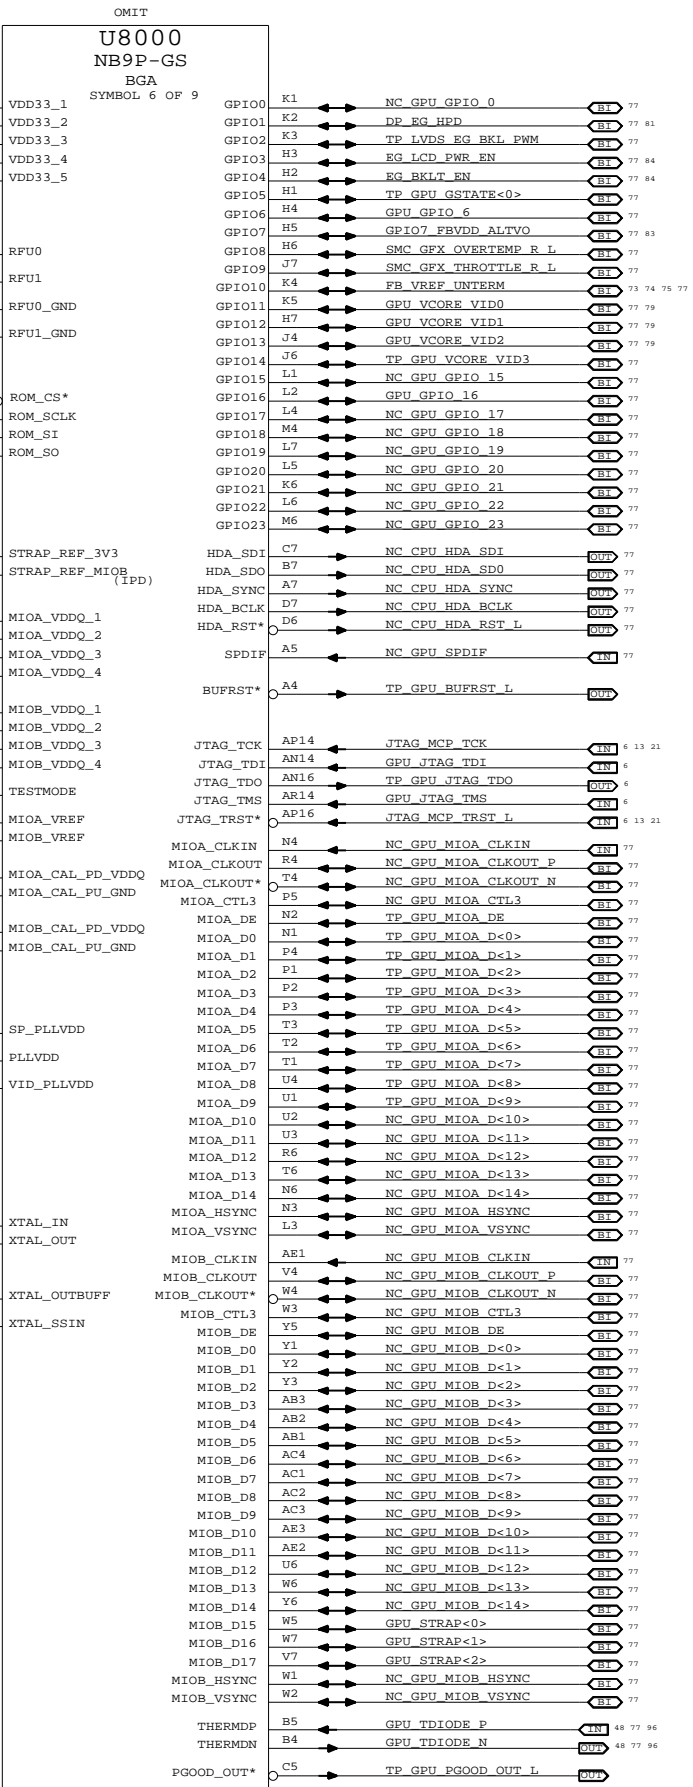 OMIT
U8000
NB9P-GS
BGA
SYMBOL 6 OF 9
VDD33_1
VDD33_2
VDD33_3
VDD33_4
VDD33_5
RFU0
RFU1
RFU0_GND
RFU1_GND
ROM_CS*
ROM_SCLK
ROM_SI
ROM_SO
STRAP_REF_3V3
STRAP_REF_MIOB
(IPD)
MIOA_VDDQ_1
MIOA_VDDQ_2
MIOA_VDDQ_3
MIOA_VDDQ_4
MIOB_VDDQ_1
MIOB_VDDQ_2
MIOB_VDDQ_3
MIOB_VDDQ_4
TESTMODE
MIOA_VREF
MIOB_VREF
MIOA_CAL_PD_VDDQ
MIOA_CAL_PU_GND
MIOB_CAL_PD_VDDQ
MIOB_CAL_PU_GND
SP_PLLVDD
PLLVDD
VID_PLLVDD
XTAL_IN
XTAL_OUT
XTAL_OUTBUFF
XTAL_SSIN
GPIO0 K1 NC_GPU_GPIO_0 BI 77
GPIO1 K2 DP_EG_HPD BI 77 81
GPIO2 K3 TP_LVDS_EG_BKL_PWM BI 77
GPIO3 H3 EG_LCD_PWR_EN BI 77 84
GPIO4 H2 EG_BKLT_EN BI 77 84
GPIO5 H1 TP_GPU_GSTATE<0> BI 77
GPIO6 H4 GPU_GPIO_6 BI 77
GPIO7 H5 GPIO7_FBVDD_ALTVO BI 77 83
GPIO8 H6 SMC_GFX_OVERTEMP_R_L BI 77
GPIO9 J7 SMC_GFX_THROTTLE_R_L BI 77
GPIO10 K4 FB_VREF_UNTERM BI 73 74 75 77
GPIO11 K5 GPU_VCORE_VID0 BI 77 79
GPIO12 H7 GPU_VCORE_VID1 BI 77 79
GPIO13 J4 GPU_VCORE_VID2 BI 77 79
GPIO14 J6 TP_GPU_VCORE_VID3 BI 77
GPIO15 L1 NC_GPU_GPIO_15 BI 77
GPIO16 L2 GPU_GPIO_16 BI 77
GPIO17 L4 NC_GPU_GPIO_17 BI 77
GPIO18 M4 NC_GPU_GPIO_18 BI 77
GPIO19 L7 NC_GPU_GPIO_19 BI 77
GPIO20 L5 NC_GPU_GPIO_20 BI 77
GPIO21 K6 NC_GPU_GPIO_21 BI 77
GPIO22 L6 NC_GPU_GPIO_22 BI 77
GPIO23 M6 NC_GPU_GPIO_23 BI 77
HDA_SDI C7 NC_CPU_HDA_SDI OUT 77
HDA_SDO B7 NC_CPU_HDA_SD0 OUT 77
HDA_SYNC A7 NC_CPU_HDA_SYNC OUT 77
HDA_BCLK D7 NC_CPU_HDA_BCLK OUT 77
HDA_RST* D6 NC_CPU_HDA_RST_L OUT 77
SPDIF A5 NC_GPU_SPDIF IN 77
BUFRST* A4 TP_GPU_BUFRST_L OUT
JTAG_TCK AP14 JTAG_MCP_TCK IN 6 13 21
JTAG_TDI AN14 GPU_JTAG_TDI IN 6
JTAG_TDO AN16 TP_GPU_JTAG_TDO OUT 6
JTAG_TMS AR14 GPU_JTAG_TMS IN 6
JTAG_TRST* AP16 JTAG_MCP_TRST_L IN 6 13 21
MIOA_CLKIN N4 NC_GPU_MIOA_CLKIN IN 77
MIOA_CLKOUT R4 NC_GPU_MIOA_CLKOUT_P BI 77
MIOA_CLKOUT* T4 NC_GPU_MIOA_CLKOUT_N BI 77
MIOA_CTL3 P5 NC_GPU_MIOA_CTL3 BI 77
MIOA_DE N2 TP_GPU_MIOA_DE BI 77
MIOA_D0 N1 TP_GPU_MIOA_D<0> BI 77
MIOA_D1 P4 TP_GPU_MIOA_D<1> BI 77
MIOA_D2 P1 TP_GPU_MIOA_D<2> BI 77
MIOA_D3 P2 TP_GPU_MIOA_D<3> BI 77
MIOA_D4 P3 TP_GPU_MIOA_D<4> BI 77
MIOA_D5 T3 TP_GPU_MIOA_D<5> BI 77
MIOA_D6 T2 TP_GPU_MIOA_D<6> BI 77
MIOA_D7 T1 TP_GPU_MIOA_D<7> BI 77
MIOA_D8 U4 TP_GPU_MIOA_D<8> BI 77
MIOA_D9 U1 TP_GPU_MIOA_D<9> BI 77
MIOA_D10 U2 NC_GPU_MIOA_D<10> BI 77
MIOA_D11 U3 NC_GPU_MIOA_D<11> BI 77
MIOA_D12 R6 NC_GPU_MIOA_D<12> BI 77
MIOA_D13 T6 NC_GPU_MIOA_D<13> BI 77
MIOA_D14 N6 NC_GPU_MIOA_D<14> BI 77
MIOA_HSYNC N3 NC_GPU_MIOA_HSYNC BI 77
MIOA_VSYNC L3 NC_GPU_MIOA_VSYNC BI 77
MIOB_CLKIN AE1 NC_GPU_MIOB_CLKIN IN 77
MIOB_CLKOUT V4 NC_GPU_MIOB_CLKOUT_P BI 77
MIOB_CLKOUT* W4 NC_GPU_MIOB_CLKOUT_N BI 77
MIOB_CTL3 W3 NC_GPU_MIOB_CTL3 BI 77
MIOB_DE Y5 NC_GPU_MIOB_DE BI 77
MIOB_D0 Y1 NC_GPU_MIOB_D<0> BI 77
MIOB_D1 Y2 NC_GPU_MIOB_D<1> BI 77
MIOB_D2 Y3 NC_GPU_MIOB_D<2> BI 77
MIOB_D3 AB3 NC_GPU_MIOB_D<3> BI 77
MIOB_D4 AB2 NC_GPU_MIOB_D<4> BI 77
MIOB_D5 AB1 NC_GPU_MIOB_D<5> BI 77
MIOB_D6 AC4 NC_GPU_MIOB_D<6> BI 77
MIOB_D7 AC1 NC_GPU_MIOB_D<7> BI 77
MIOB_D8 AC2 NC_GPU_MIOB_D<8> BI 77
MIOB_D9 AC3 NC_GPU_MIOB_D<9> BI 77
MIOB_D10 AE3 NC_GPU_MIOB_D<10> BI 77
MIOB_D11 AE2 NC_GPU_MIOB_D<11> BI 77
MIOB_D12 U6 NC_GPU_MIOB_D<12> BI 77
MIOB_D13 W6 NC_GPU_MIOB_D<13> BI 77
MIOB_D14 Y6 NC_GPU_MIOB_D<14> BI 77
MIOB_D15 W5 GPU_STRAP<0> BI 77
MIOB_D16 W7 GPU_STRAP<1> BI 77
MIOB_D17 V7 GPU_STRAP<2> BI 77
MIOB_HSYNC W1 NC_GPU_MIOB_HSYNC BI 77
MIOB_VSYNC W2 NC_GPU_MIOB_VSYNC BI 77
THERMDP B5 GPU_TDIODE_P IN 48 77 96
THERMDN B4 GPU_TDIODE_N OUT 48 77 96
PGOOD_OUT* C5 TP_GPU_PGOOD_OUT_L OUT